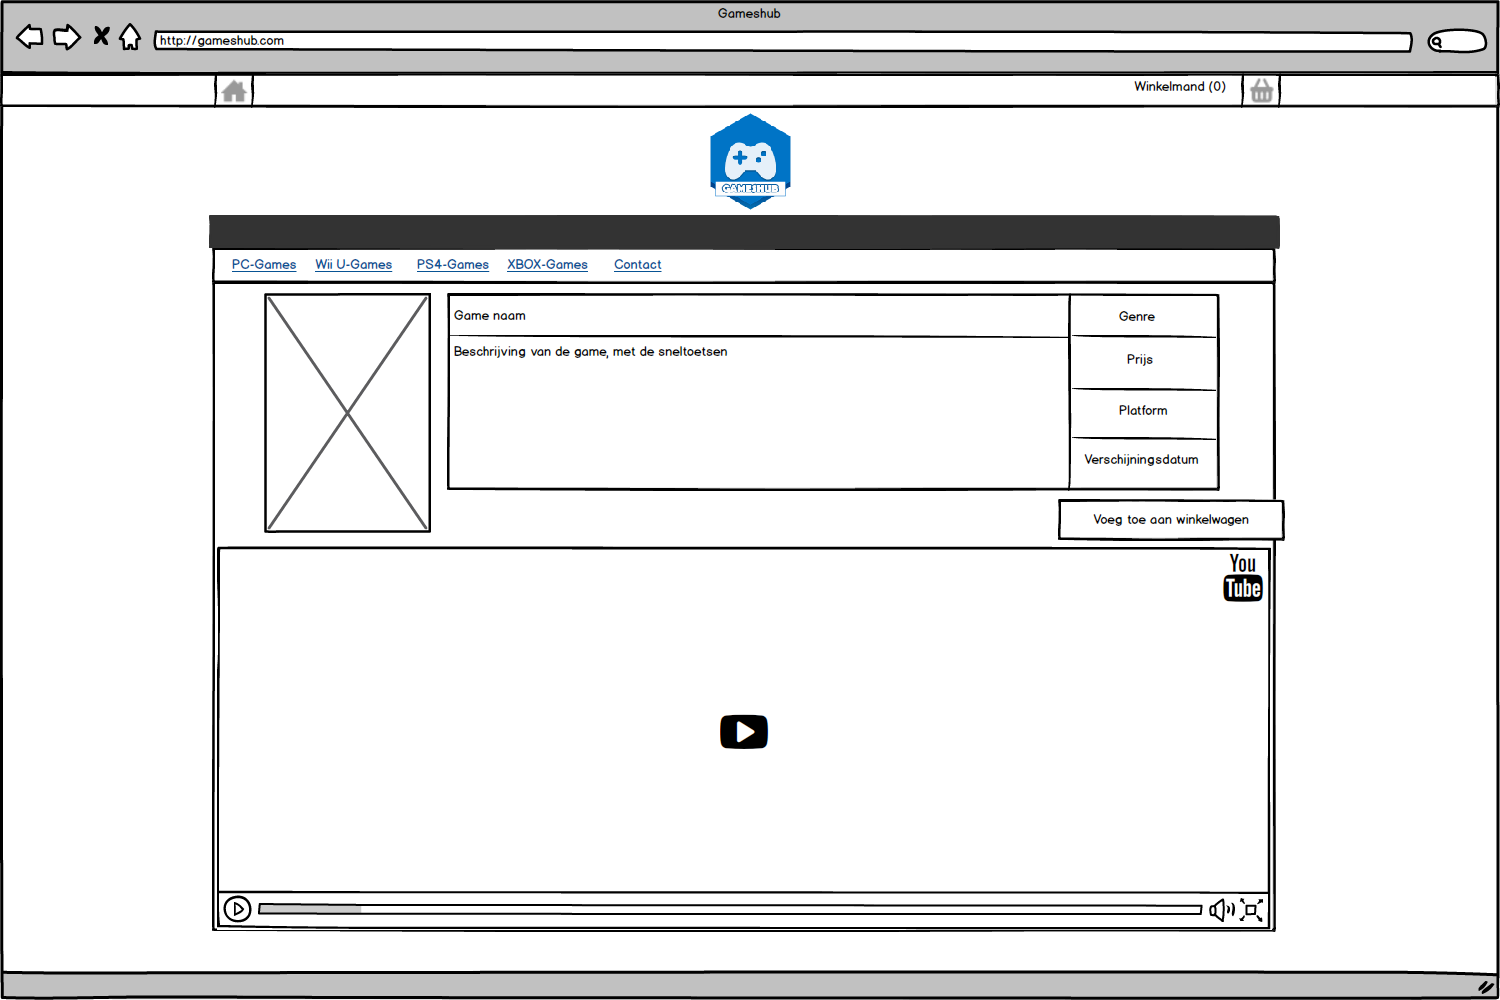 Gameshub
http://gameshub.com
Winkelmand (0)
GAMESHUB
PC-Games Wii U-Games PS4-Games XBOX-Games Contact
Game naam
Genre
Beschrijving van de game, met de sneltoetsen
Prijs
Platform
Verschijningsdatum
Voeg toe aan winkelwagen
You
Tube